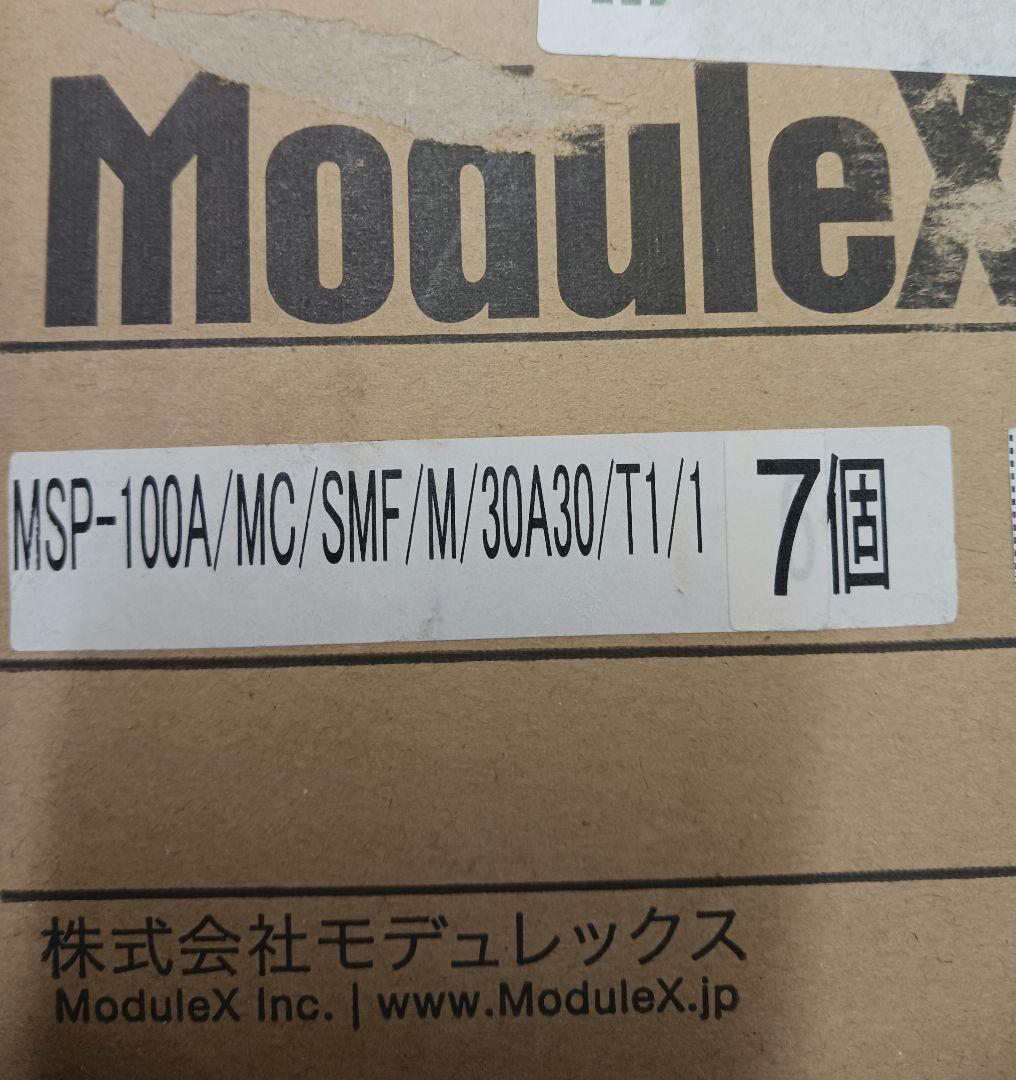 ModuleX
MSP-100A/MC/SMF/M/30A30/T1/1 7個
株式会社モデュレックス
ModuleX Inc. | www.ModuleX.jp